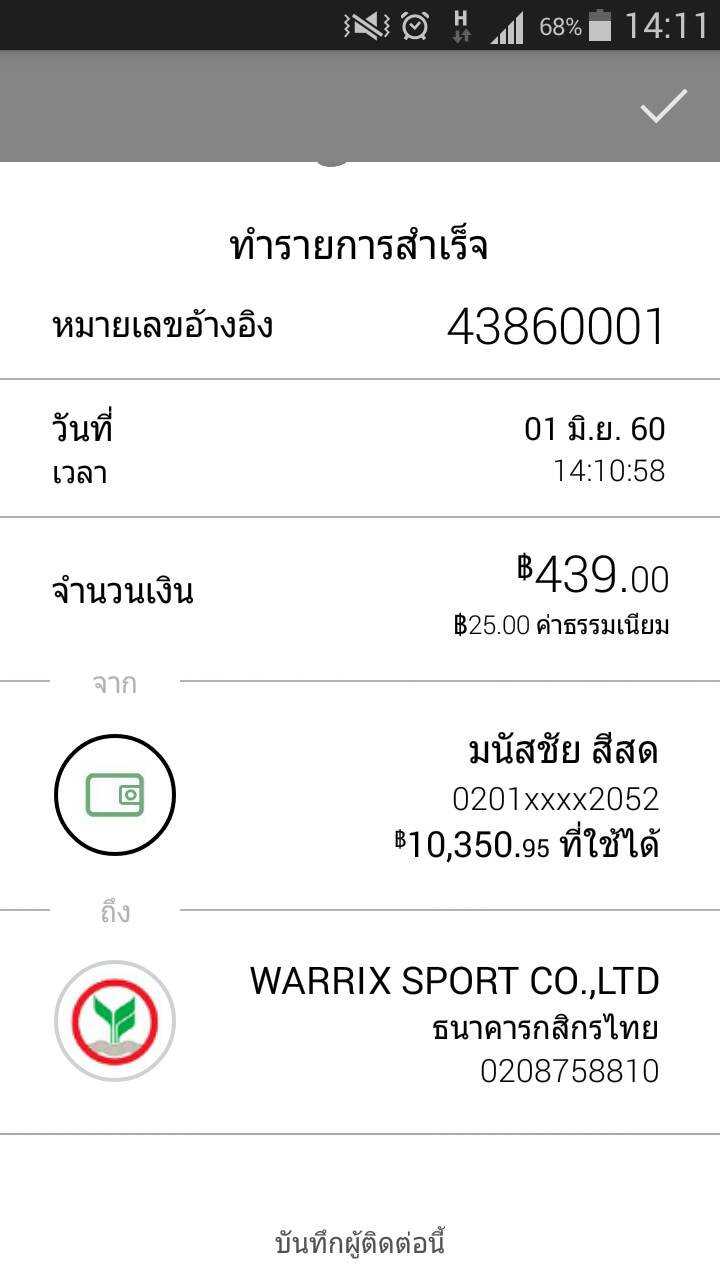 H 68% 14:11
ทำรายการสำเร็จ
หมายเลขอ้างอิง 43860001
วันที่ 01 มิ.ย. 60
เวลา 14:10:58
จำนวนเงิน ฿439.00
฿25.00 ค่าธรรมเนียม
จาก
มนัสชัย สีสด
0201xxxx2052
฿10,350.95 ที่ใช้ได้
ถึง
WARRIX SPORT CO.,LTD
ธนาคารกสิกรไทย
0208758810
บันทึกผู้ติดต่อนี้